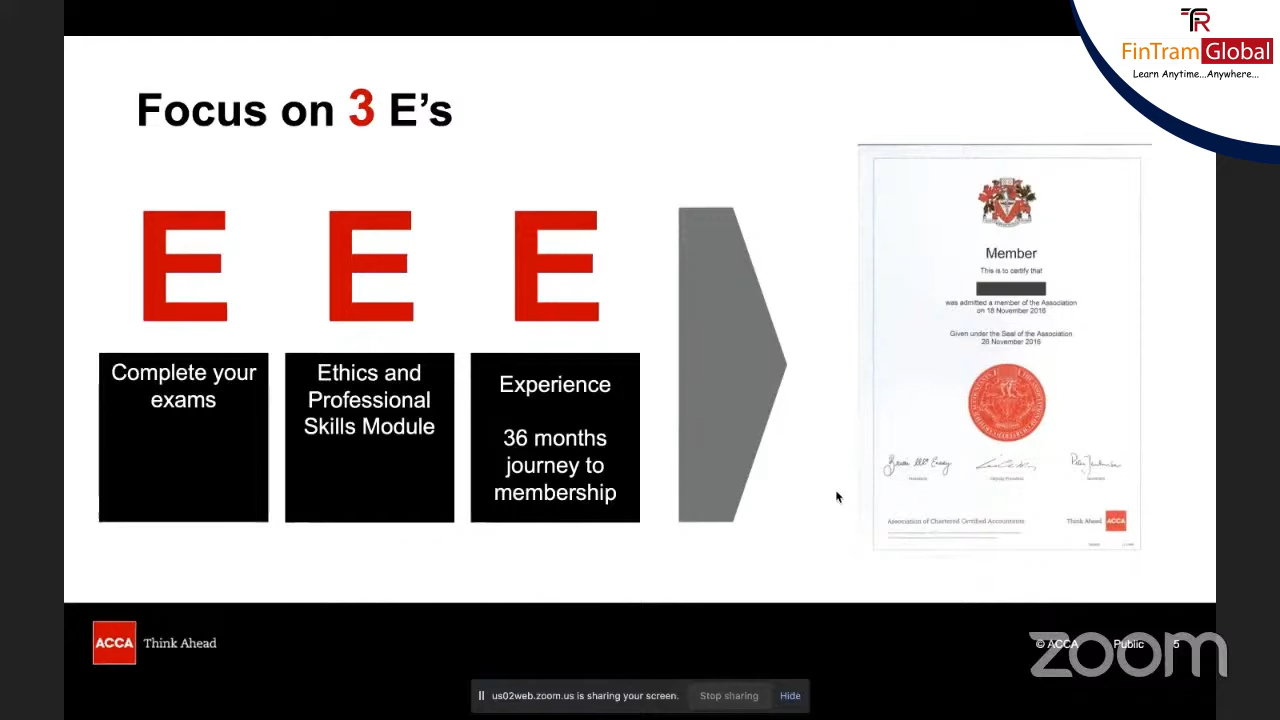 TR
FinTram Global
Learn Anytime...Anywhere...
Focus on 3 E's
E E E
Complete your
exams
Ethics and
Professional
Skills Module
Experience
36 months
journey to
membership
Member
This is to certify that
was admitted a member of the Association
on 18 November 2016
Given under the Seal of the Association
26 November 2016
Association of Chartered Certified Accountants
Think Ahead ACCA
ACCA Think Ahead
© ACCA Public 5
zoom
us02web.zoom.us is sharing your screen. Stop sharing Hide